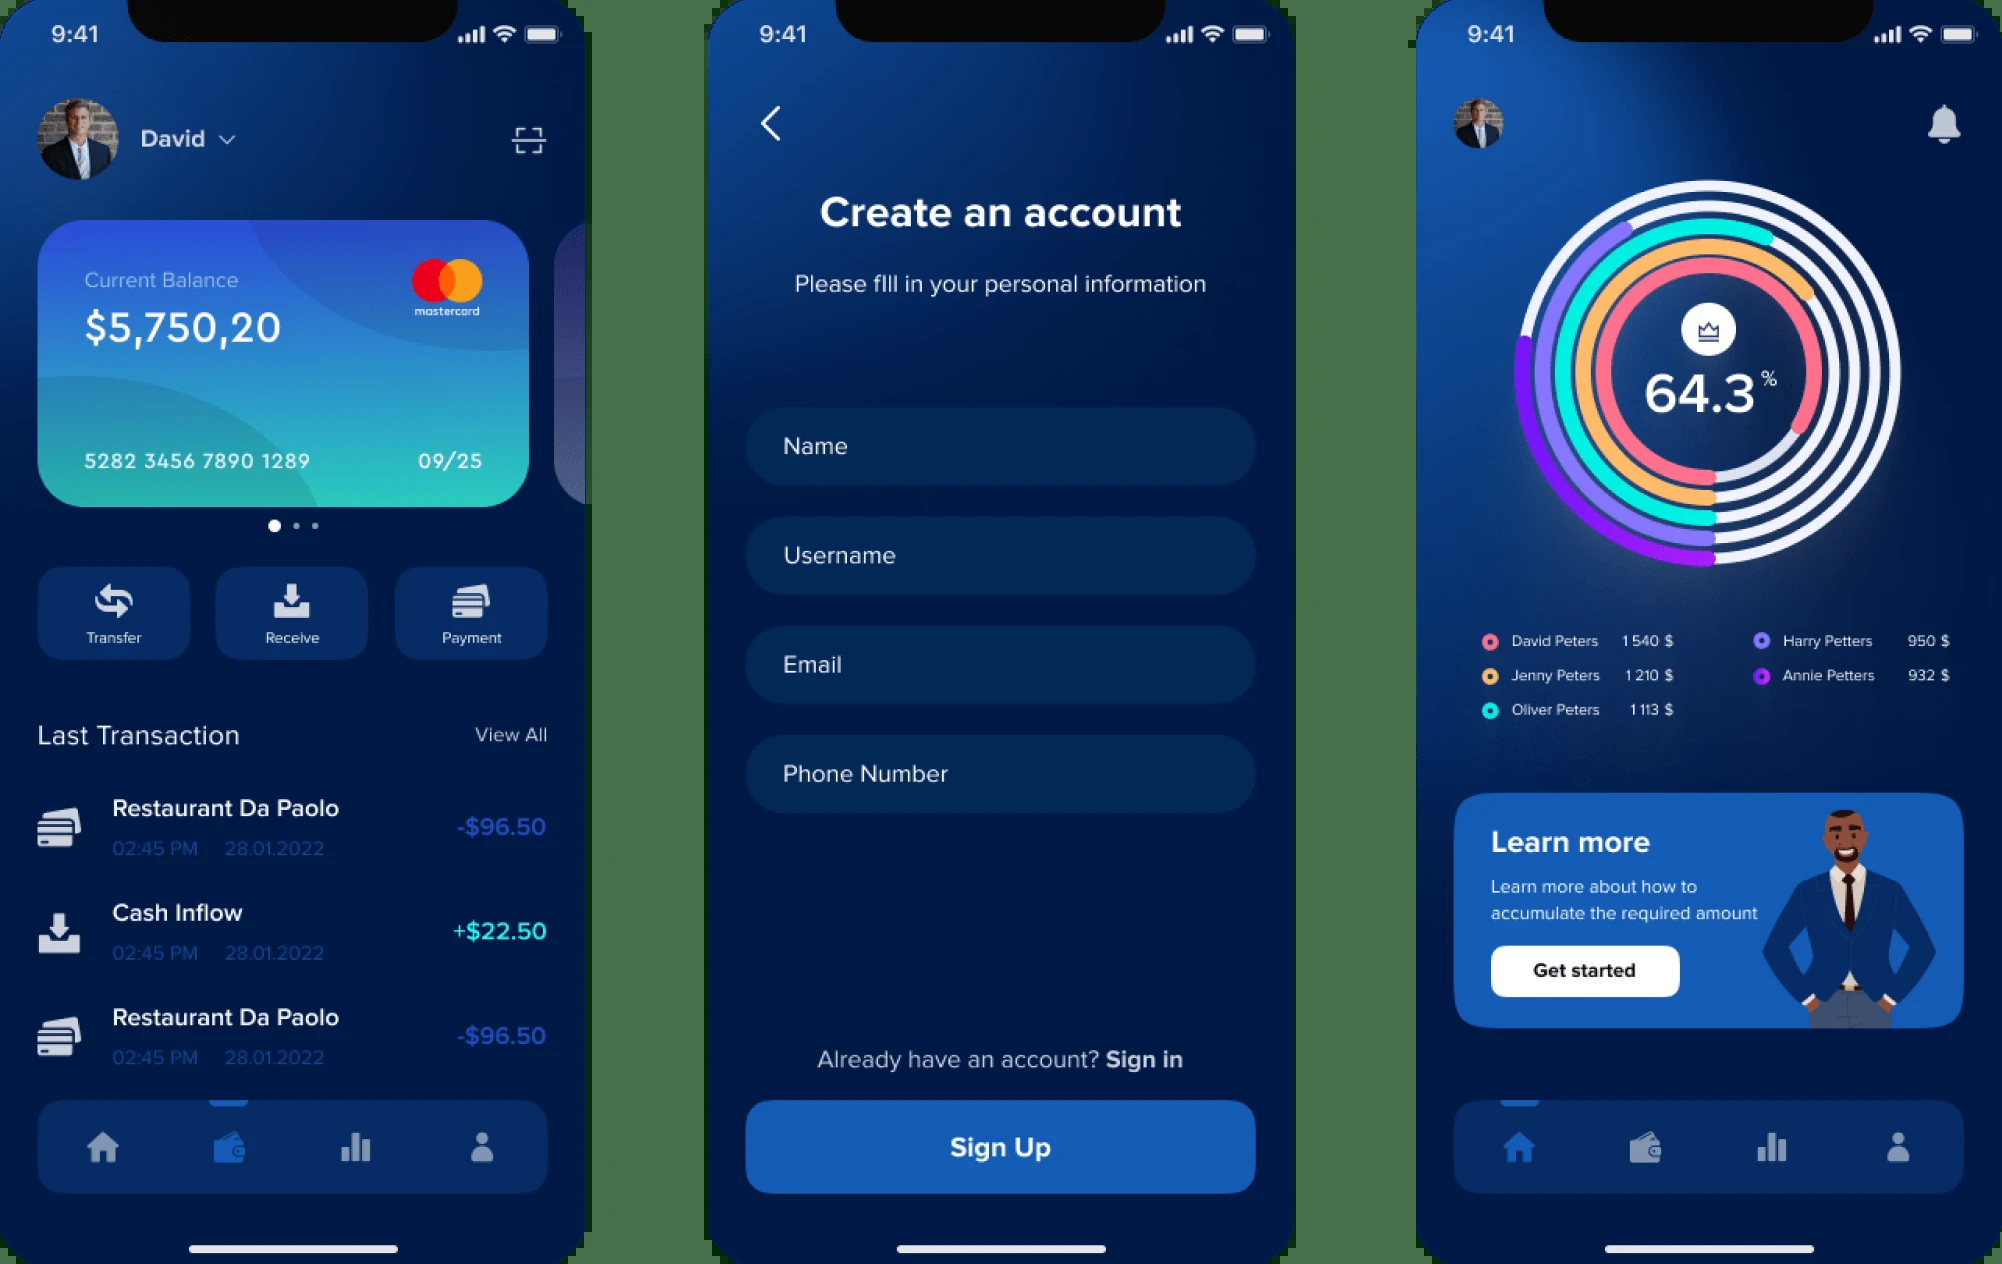 9:41
David
Current Balance
$5,750,20
mastercard
5282 3456 7890 1289 09/25
Transfer Receive Payment
Last Transaction View All
Restaurant Da Paolo
-$96.50
02:45 PM 28.01.2022
Cash Inflow
+$22.50
02:45 PM 28.01.2022
Restaurant Da Paolo
-$96.50
02:45 PM 28.01.2022
9:41
Create an account
Please fIll in your personal information
Name
Username
Email
Phone Number
Already have an account? Sign in
Sign Up
9:41
64.3%
David Peters 1 540 $
Jenny Peters 1 210 $
Oliver Peters 1 113 $
Harry Petters 950 $
Annie Petters 932 $
Learn more
Learn more about how to
accumulate the required amount
Get started